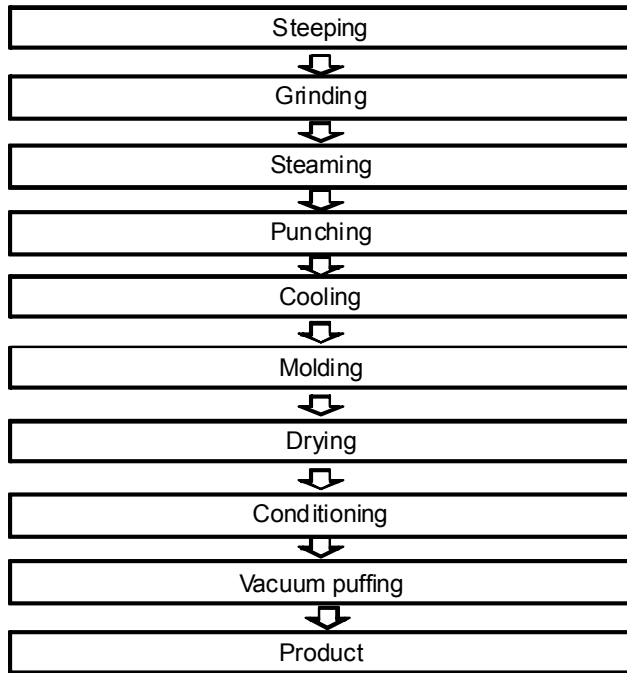 Steeping
Grinding
Steaming
Punching
Cooling
Molding
Drying
Conditioning
Vacuum puffing
Product